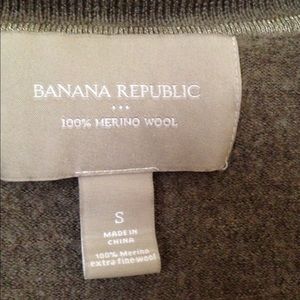 BANANA REPUBLIC
100% MERINO WOOL
S
MADE IN
CHINA
100% Merino
extra fine wool